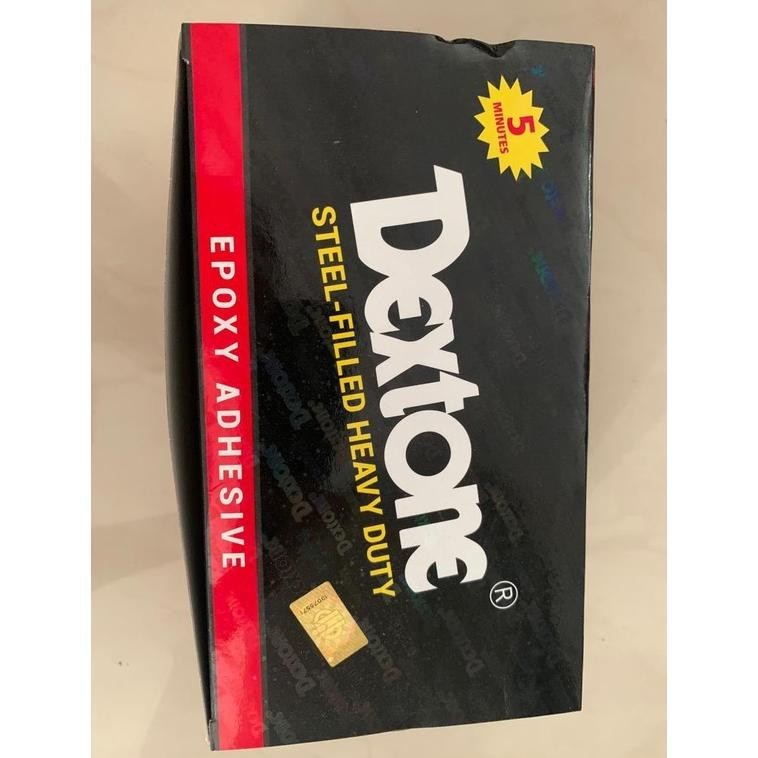 5
MINUTES
Dextone®
STEEL-FILLED HEAVY DUTY
EPOXY ADHESIVE